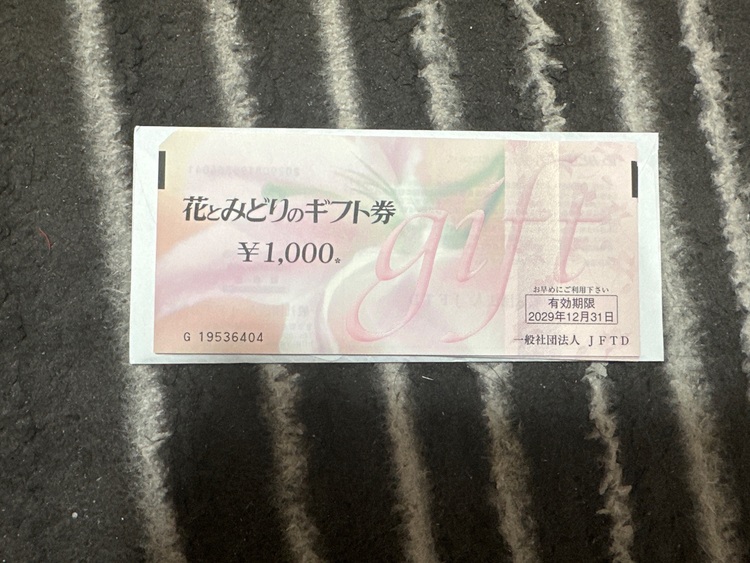 花とみどりのギフト券
gift
¥1,000*
お早めにご利用下さい
有効期限
2029年12月31日
G 19536404
一般社団法人 JFTD